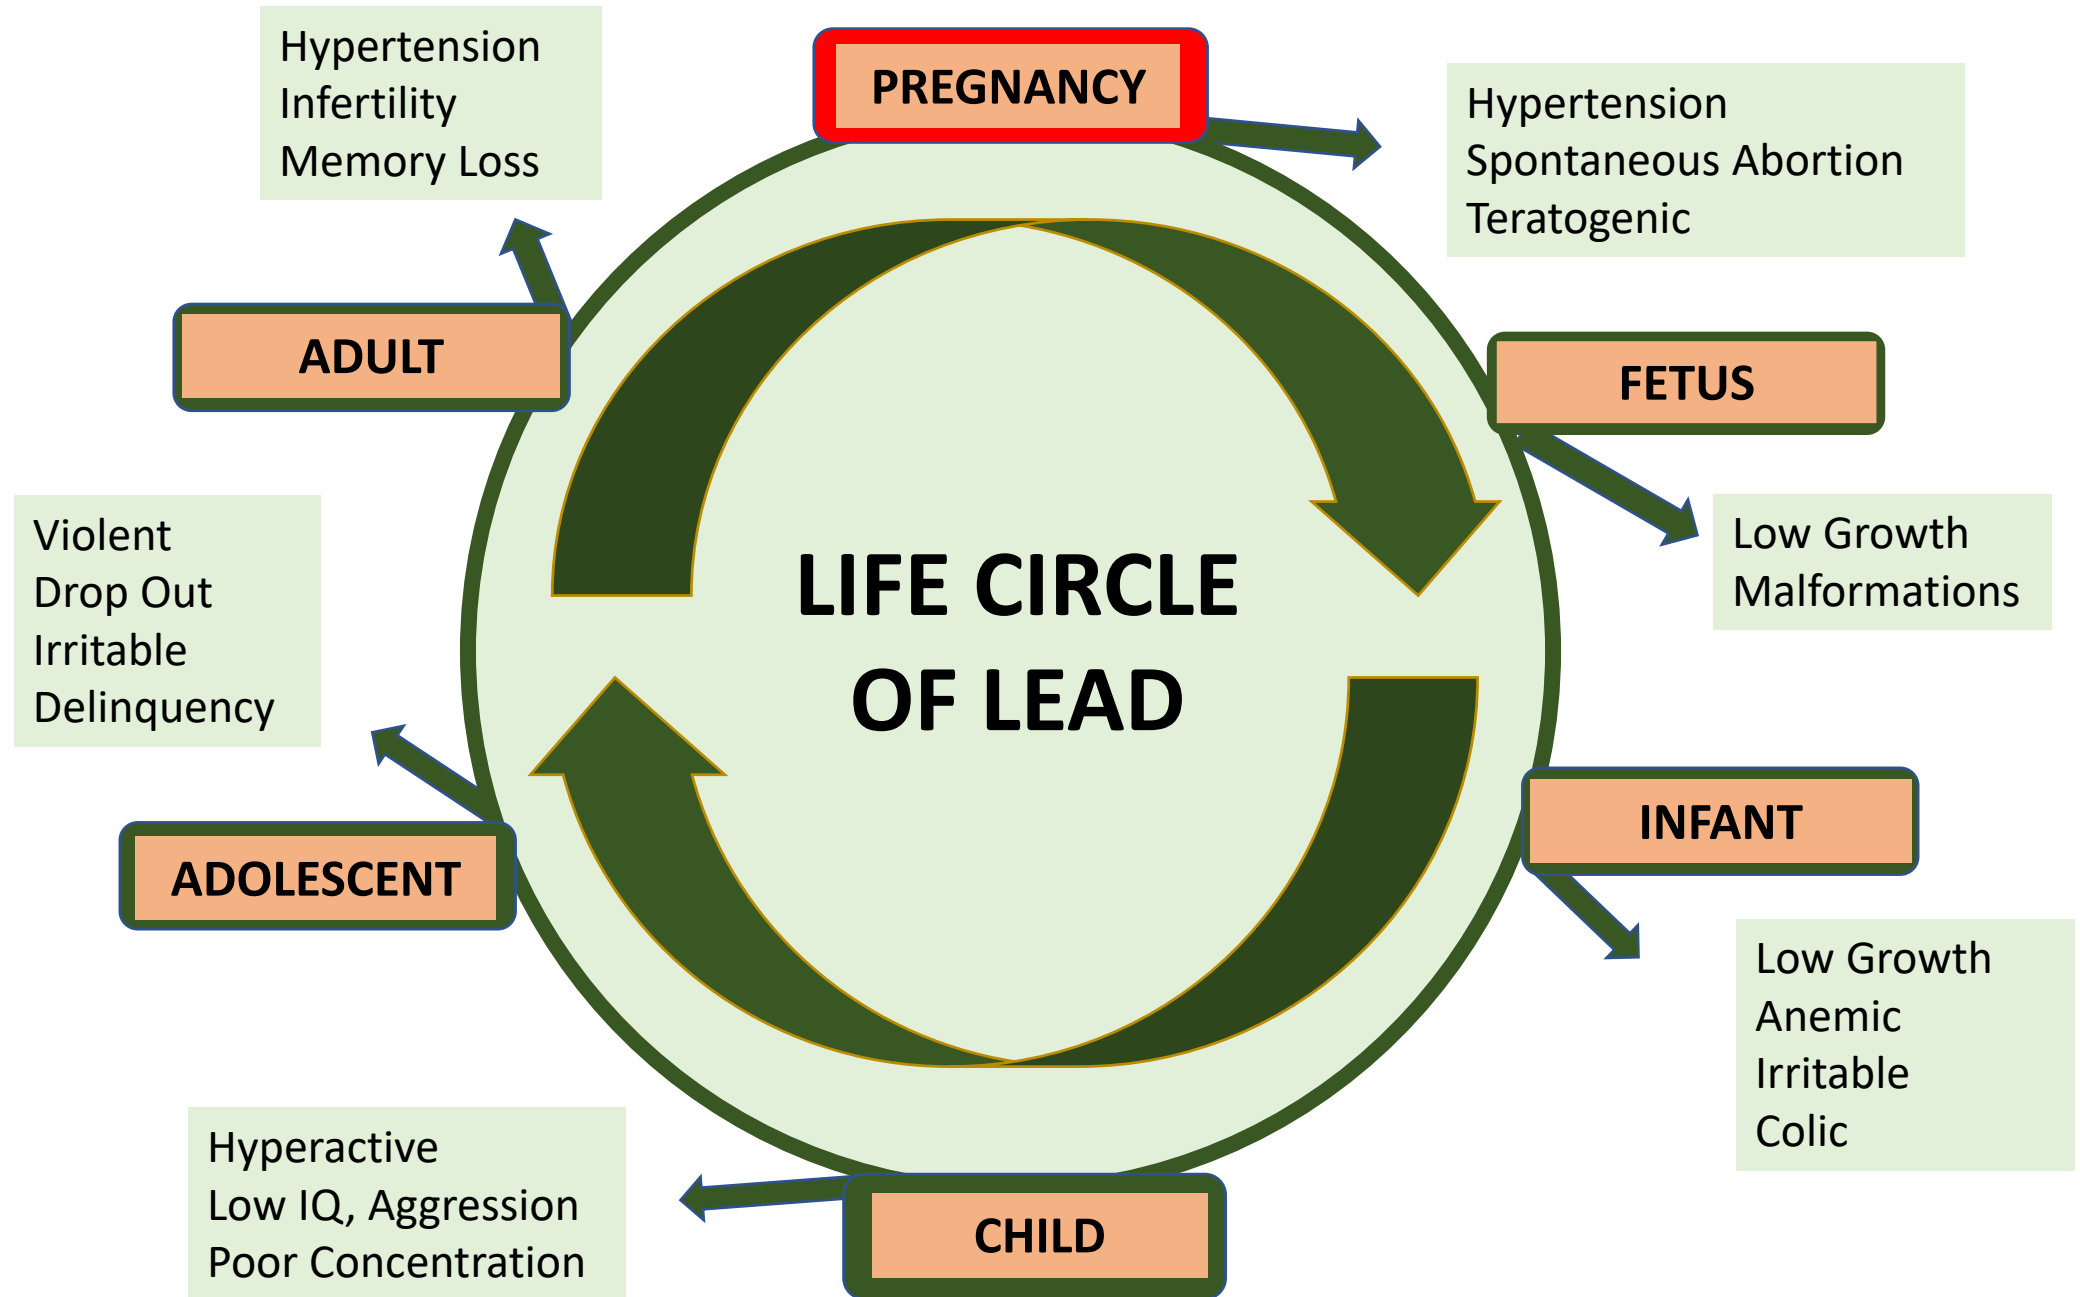 Hypertension
Infertility
Memory Loss
PREGNANCY
Hypertension
Spontaneous Abortion
Teratogenic
ADULT
FETUS
Violent
Drop Out
Irritable
Delinquency
LIFE CIRCLE
OF LEAD
Low Growth
Malformations
ADOLESCENT
INFANT
Low Growth
Anemic
Irritable
Colic
Hyperactive
Low IQ, Aggression
Poor Concentration
CHILD